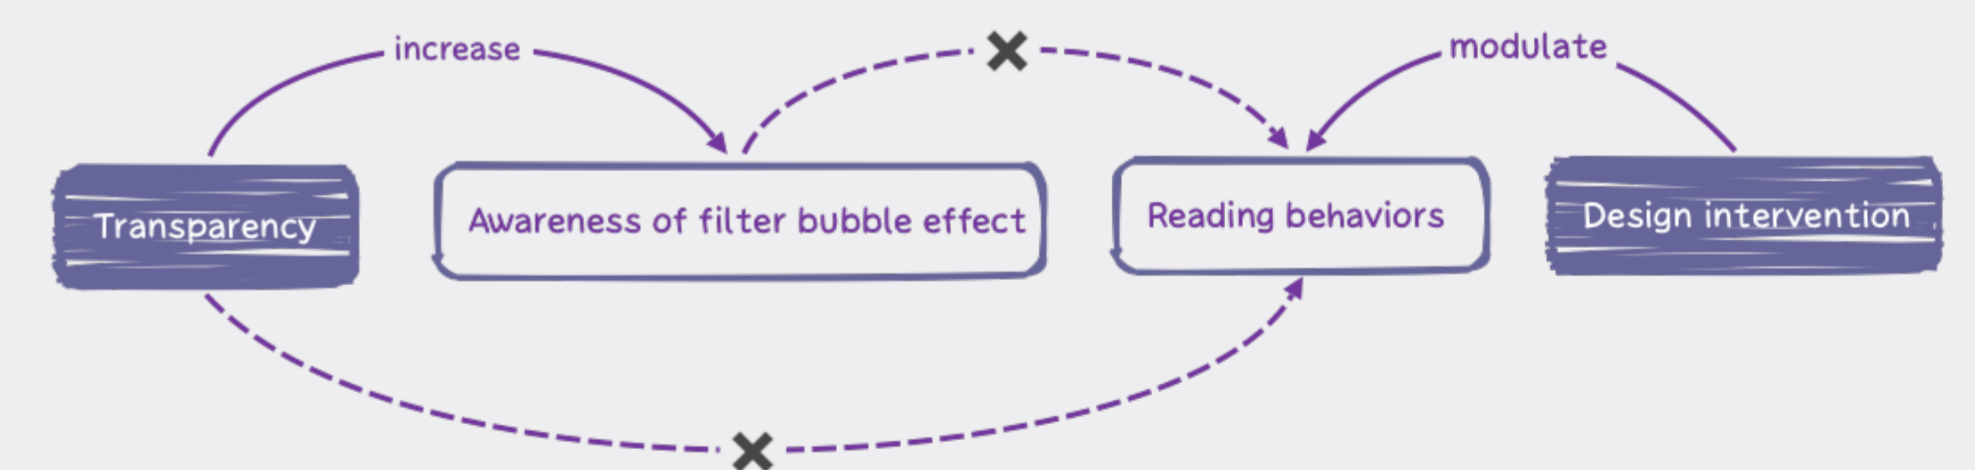 increase
modulate
Transparency
Awareness of filter bubble effect
Reading behaviors
Design intervention